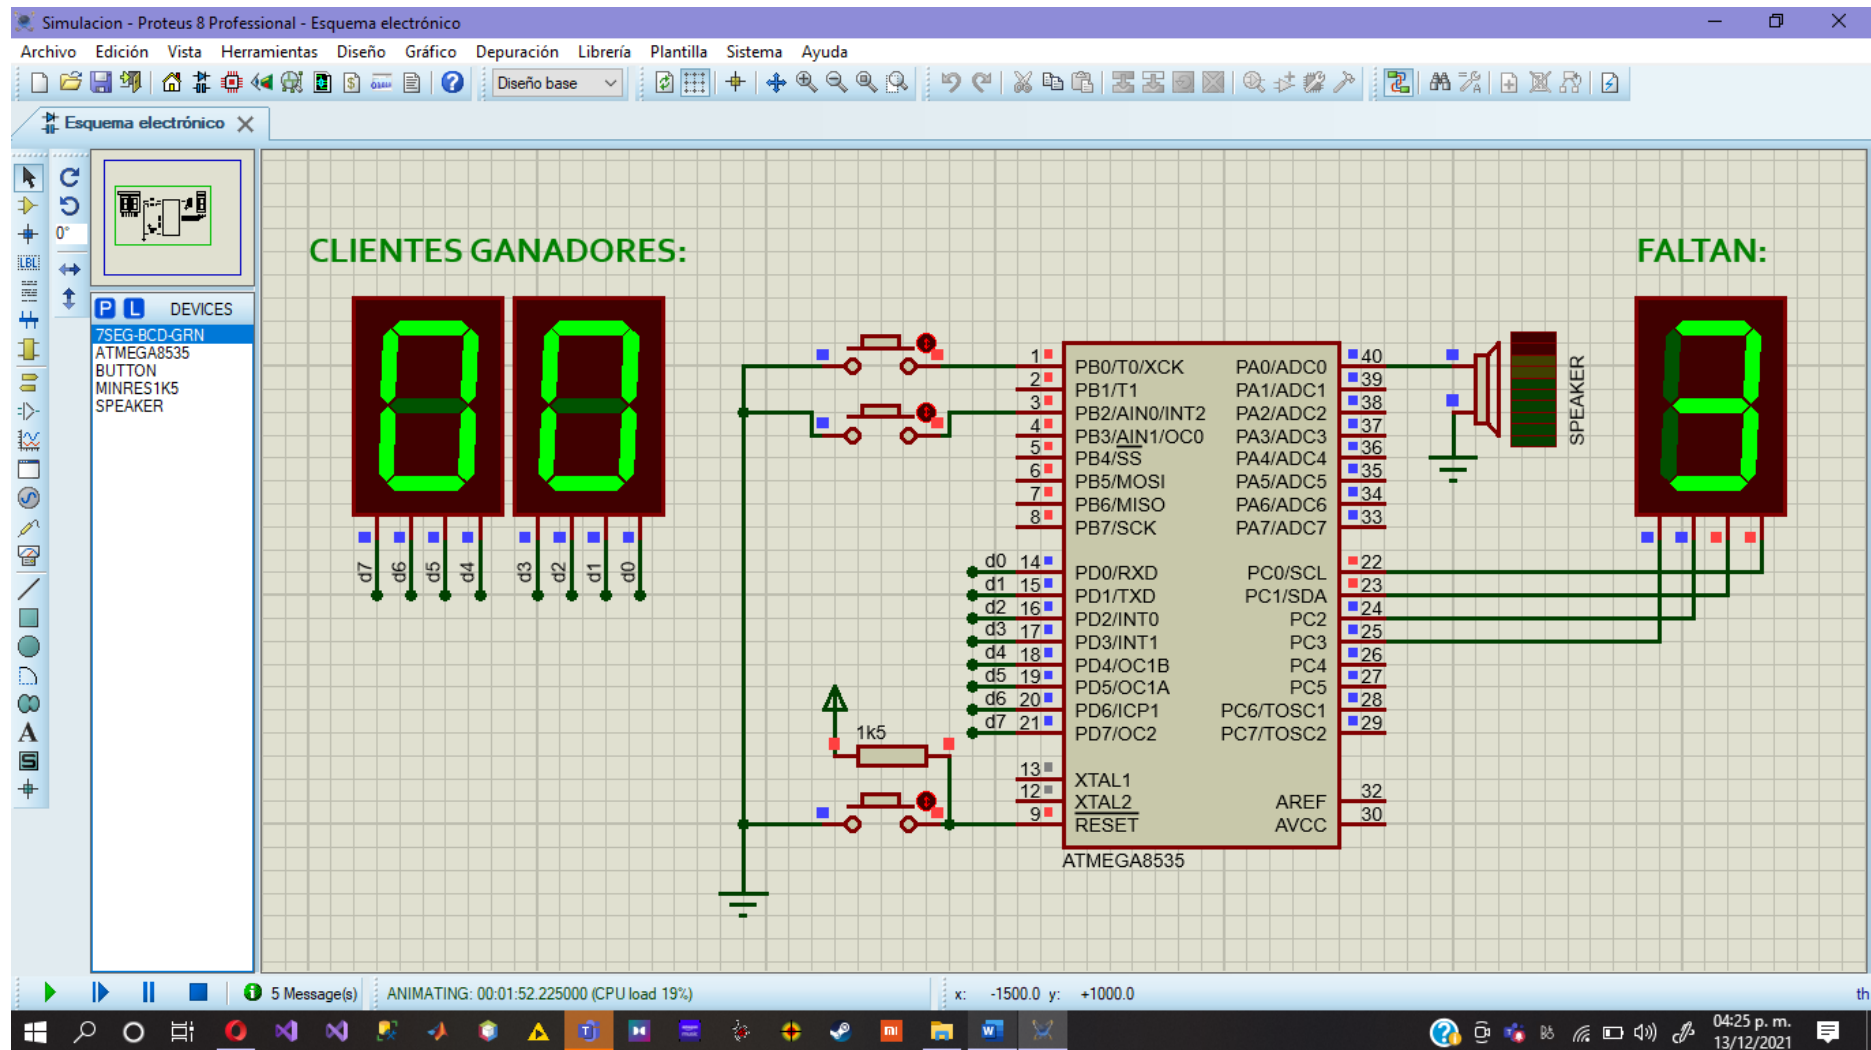 Simulacion - Proteus 8 Professional - Esquema electrónico
Archivo Edición Vista Herramientas Diseño Gráfico Depuración Librería Plantilla Sistema Ayuda
Diseño base
Esquema electrónico
0°
LBL
P L DEVICES
7SEG-BCD-GRN
ATMEGA8535
BUTTON
MINRES1K5
SPEAKER
CLIENTES GANADORES:
FALTAN:
d7 d6 d5 d4 d3 d2 d1 d0
1 PB0/T0/XCK PA0/ADC0 40
2 PB1/T1 PA1/ADC1 39
3 PB2/AIN0/INT2 PA2/ADC2 38
4 PB3/AIN1/OC0 PA3/ADC3 37
5 PB4/SS PA4/ADC4 36
6 PB5/MOSI PA5/ADC5 35
7 PB6/MISO PA6/ADC6 34
8 PB7/SCK PA7/ADC7 33
d0 14 PD0/RXD PC0/SCL 22
d1 15 PD1/TXD PC1/SDA 23
d2 16 PD2/INT0 PC2 24
d3 17 PD3/INT1 PC3 25
d4 18 PD4/OC1B PC4 26
d5 19 PD5/OC1A PC5 27
d6 20 PD6/ICP1 PC6/TOSC1 28
d7 21 PD7/OC2 PC7/TOSC2 29
13 XTAL1
12 XTAL2 AREF 32
9 RESET AVCC 30
ATMEGA8535
1k5
SPEAKER
0 0
3
5 Message(s) ANIMATING: 00:01:52.225000 (CPU load 19%) x: -1500.0 y: +1000.0 th
04:25 p. m.
13/12/2021